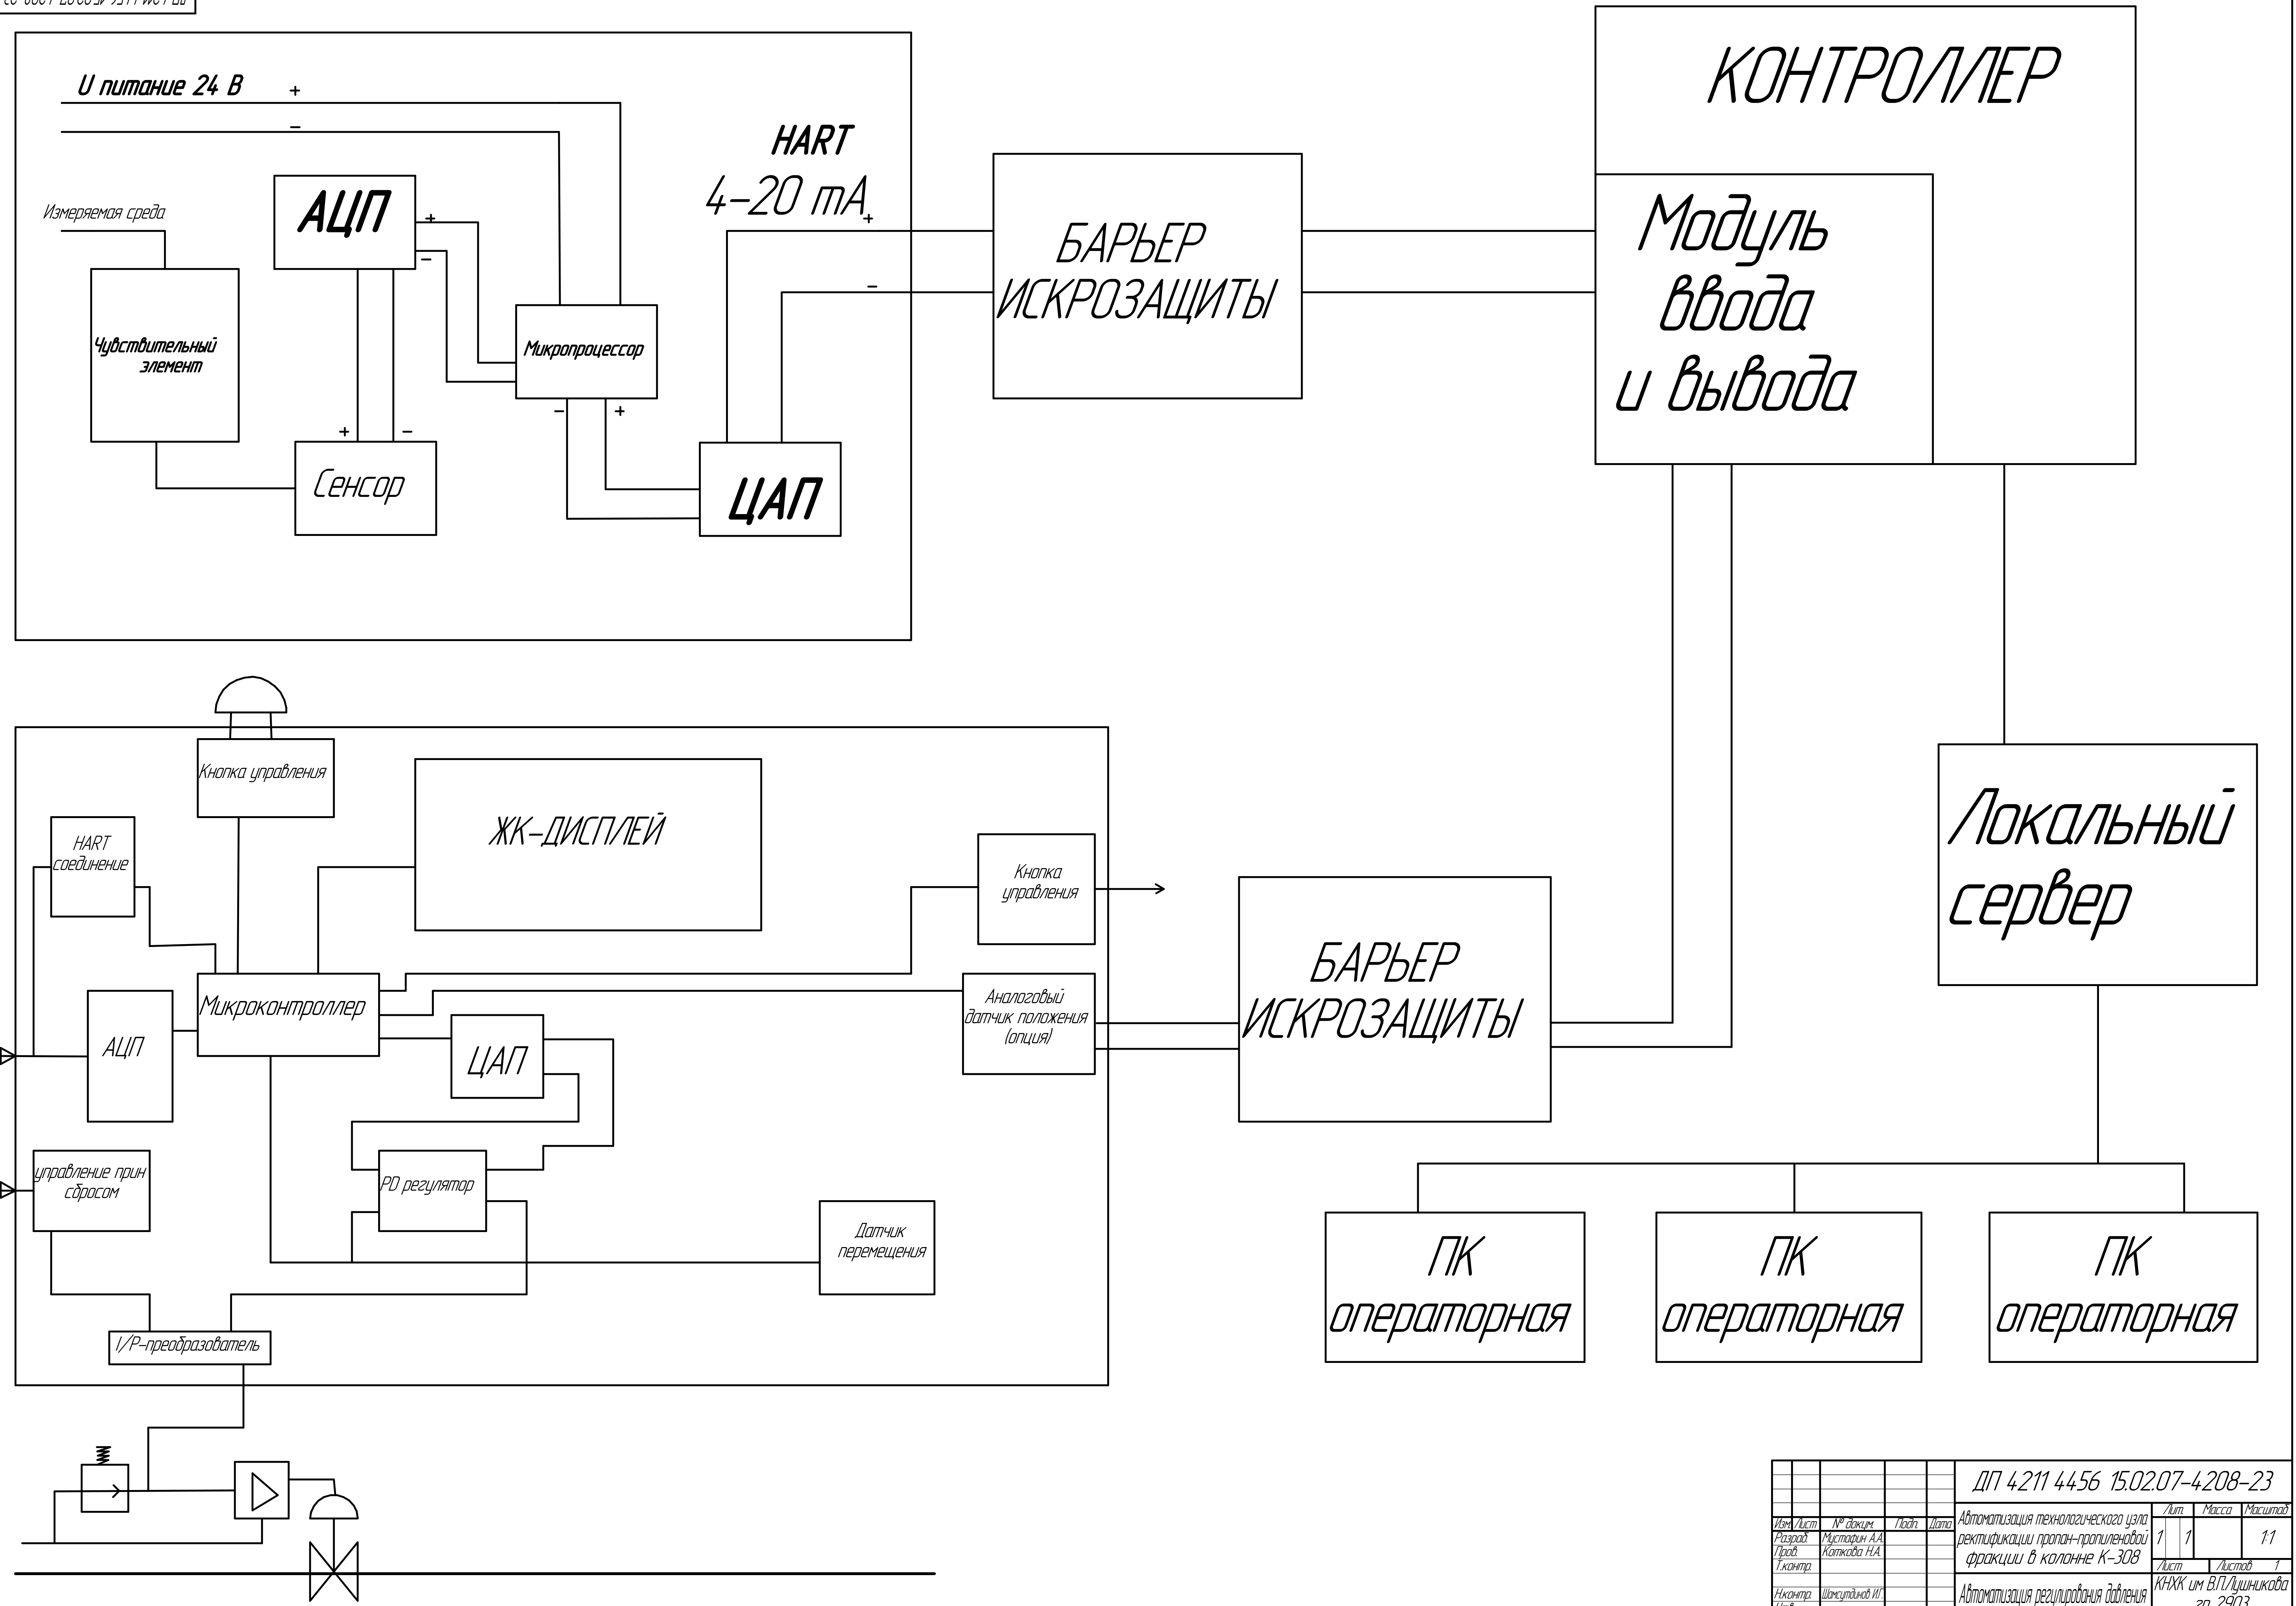 U питание 24 В
+
–
HART
4-20 mA
Измеряемая среда
АЦП
+
–
+
–
Чувствительный
элемент
Микропроцессор
–
+
+
–
Сенсор
ЦАП
БАРЬЕР
ИСКРОЗАЩИТЫ
КОНТРОЛЛЕР
Модуль
ввода
и вывода
Кнопка управления
ЖК-ДИСПЛЕЙ
HART
соединение
Кнопка
управления
Микроконтроллер
Аналоговый
датчик положения
(опция)
АЦП
ЦАП
управление прин
сбросом
PD регулятор
Датчик
перемещения
I/P-преобразователь
БАРЬЕР
ИСКРОЗАЩИТЫ
Локальный
сервер
ПК
операторная
ПК
операторная
ПК
операторная
ДП 4211 4456 15.02.07-4208-23
Изм. Лист № докум. Подп. Дата
Разраб. Мустафин А.А.
Пров. Коткова Н.А.
Т.контр.
Н.контр. Шамсутдинов И.Г.
Автоматизация технологического узла
ректификации пропан-пропиленовой
фракции в колонне К-308
Лит. Масса Масштаб
1 1 1:1
Лист Листов 1
Автоматизация регулирования давления
КНХК им В.П.Лушникова
гр. 2903